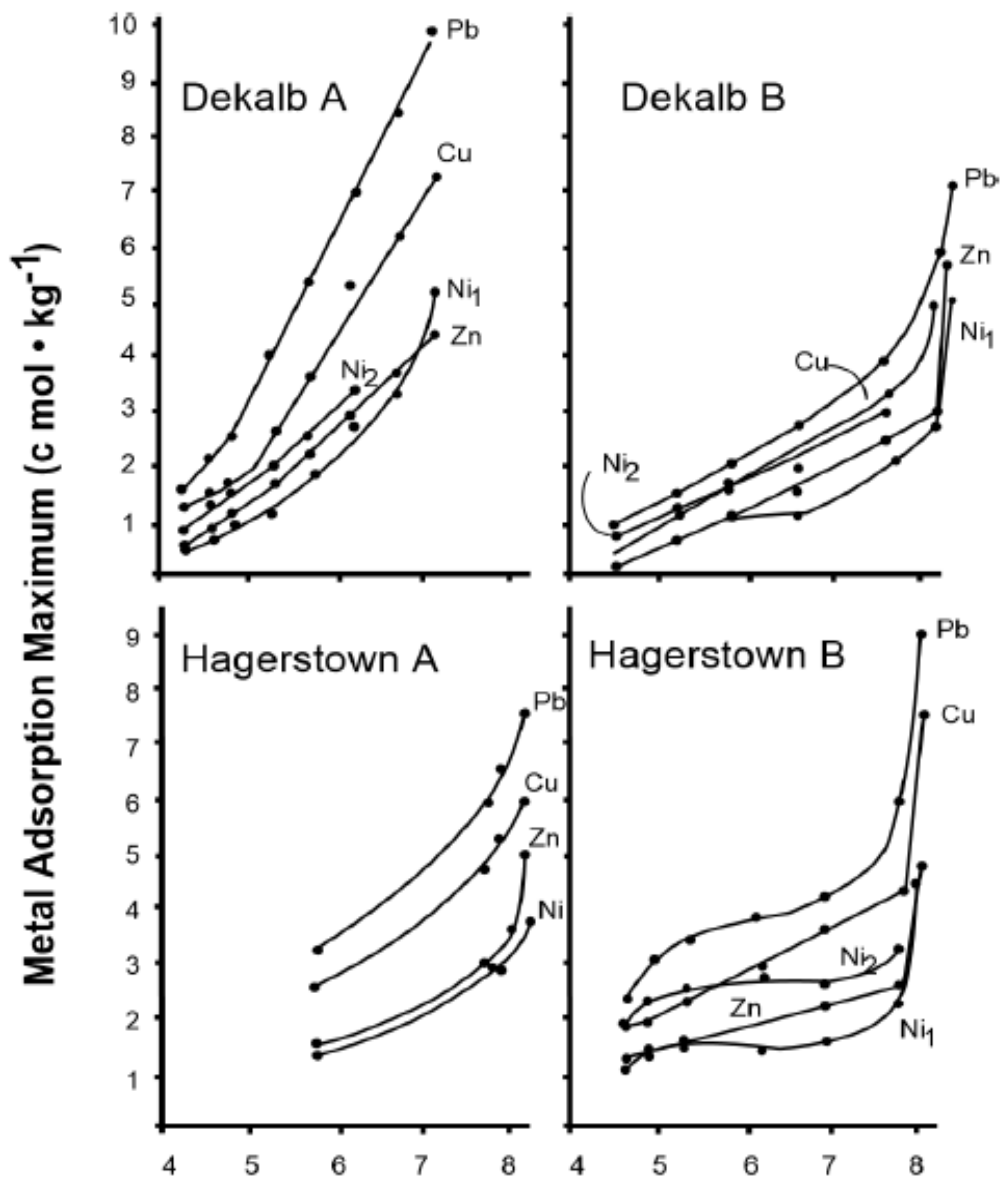 Metal Adsorption Maximum (c mol • kg-1)
10
9
8
7
6
5
4
3
2
1
Dekalb A
Pb
Cu
Ni1
Zn
Ni2
Dekalb B
Pb
Zn
Ni1
Cu
Ni2
9
8
7
6
5
4
3
2
1
Hagerstown A
Pb
Cu
Zn
Ni
Hagerstown B
Pb
Cu
Ni2
Zn
Ni1
4 5 6 7 8
4 5 6 7 8